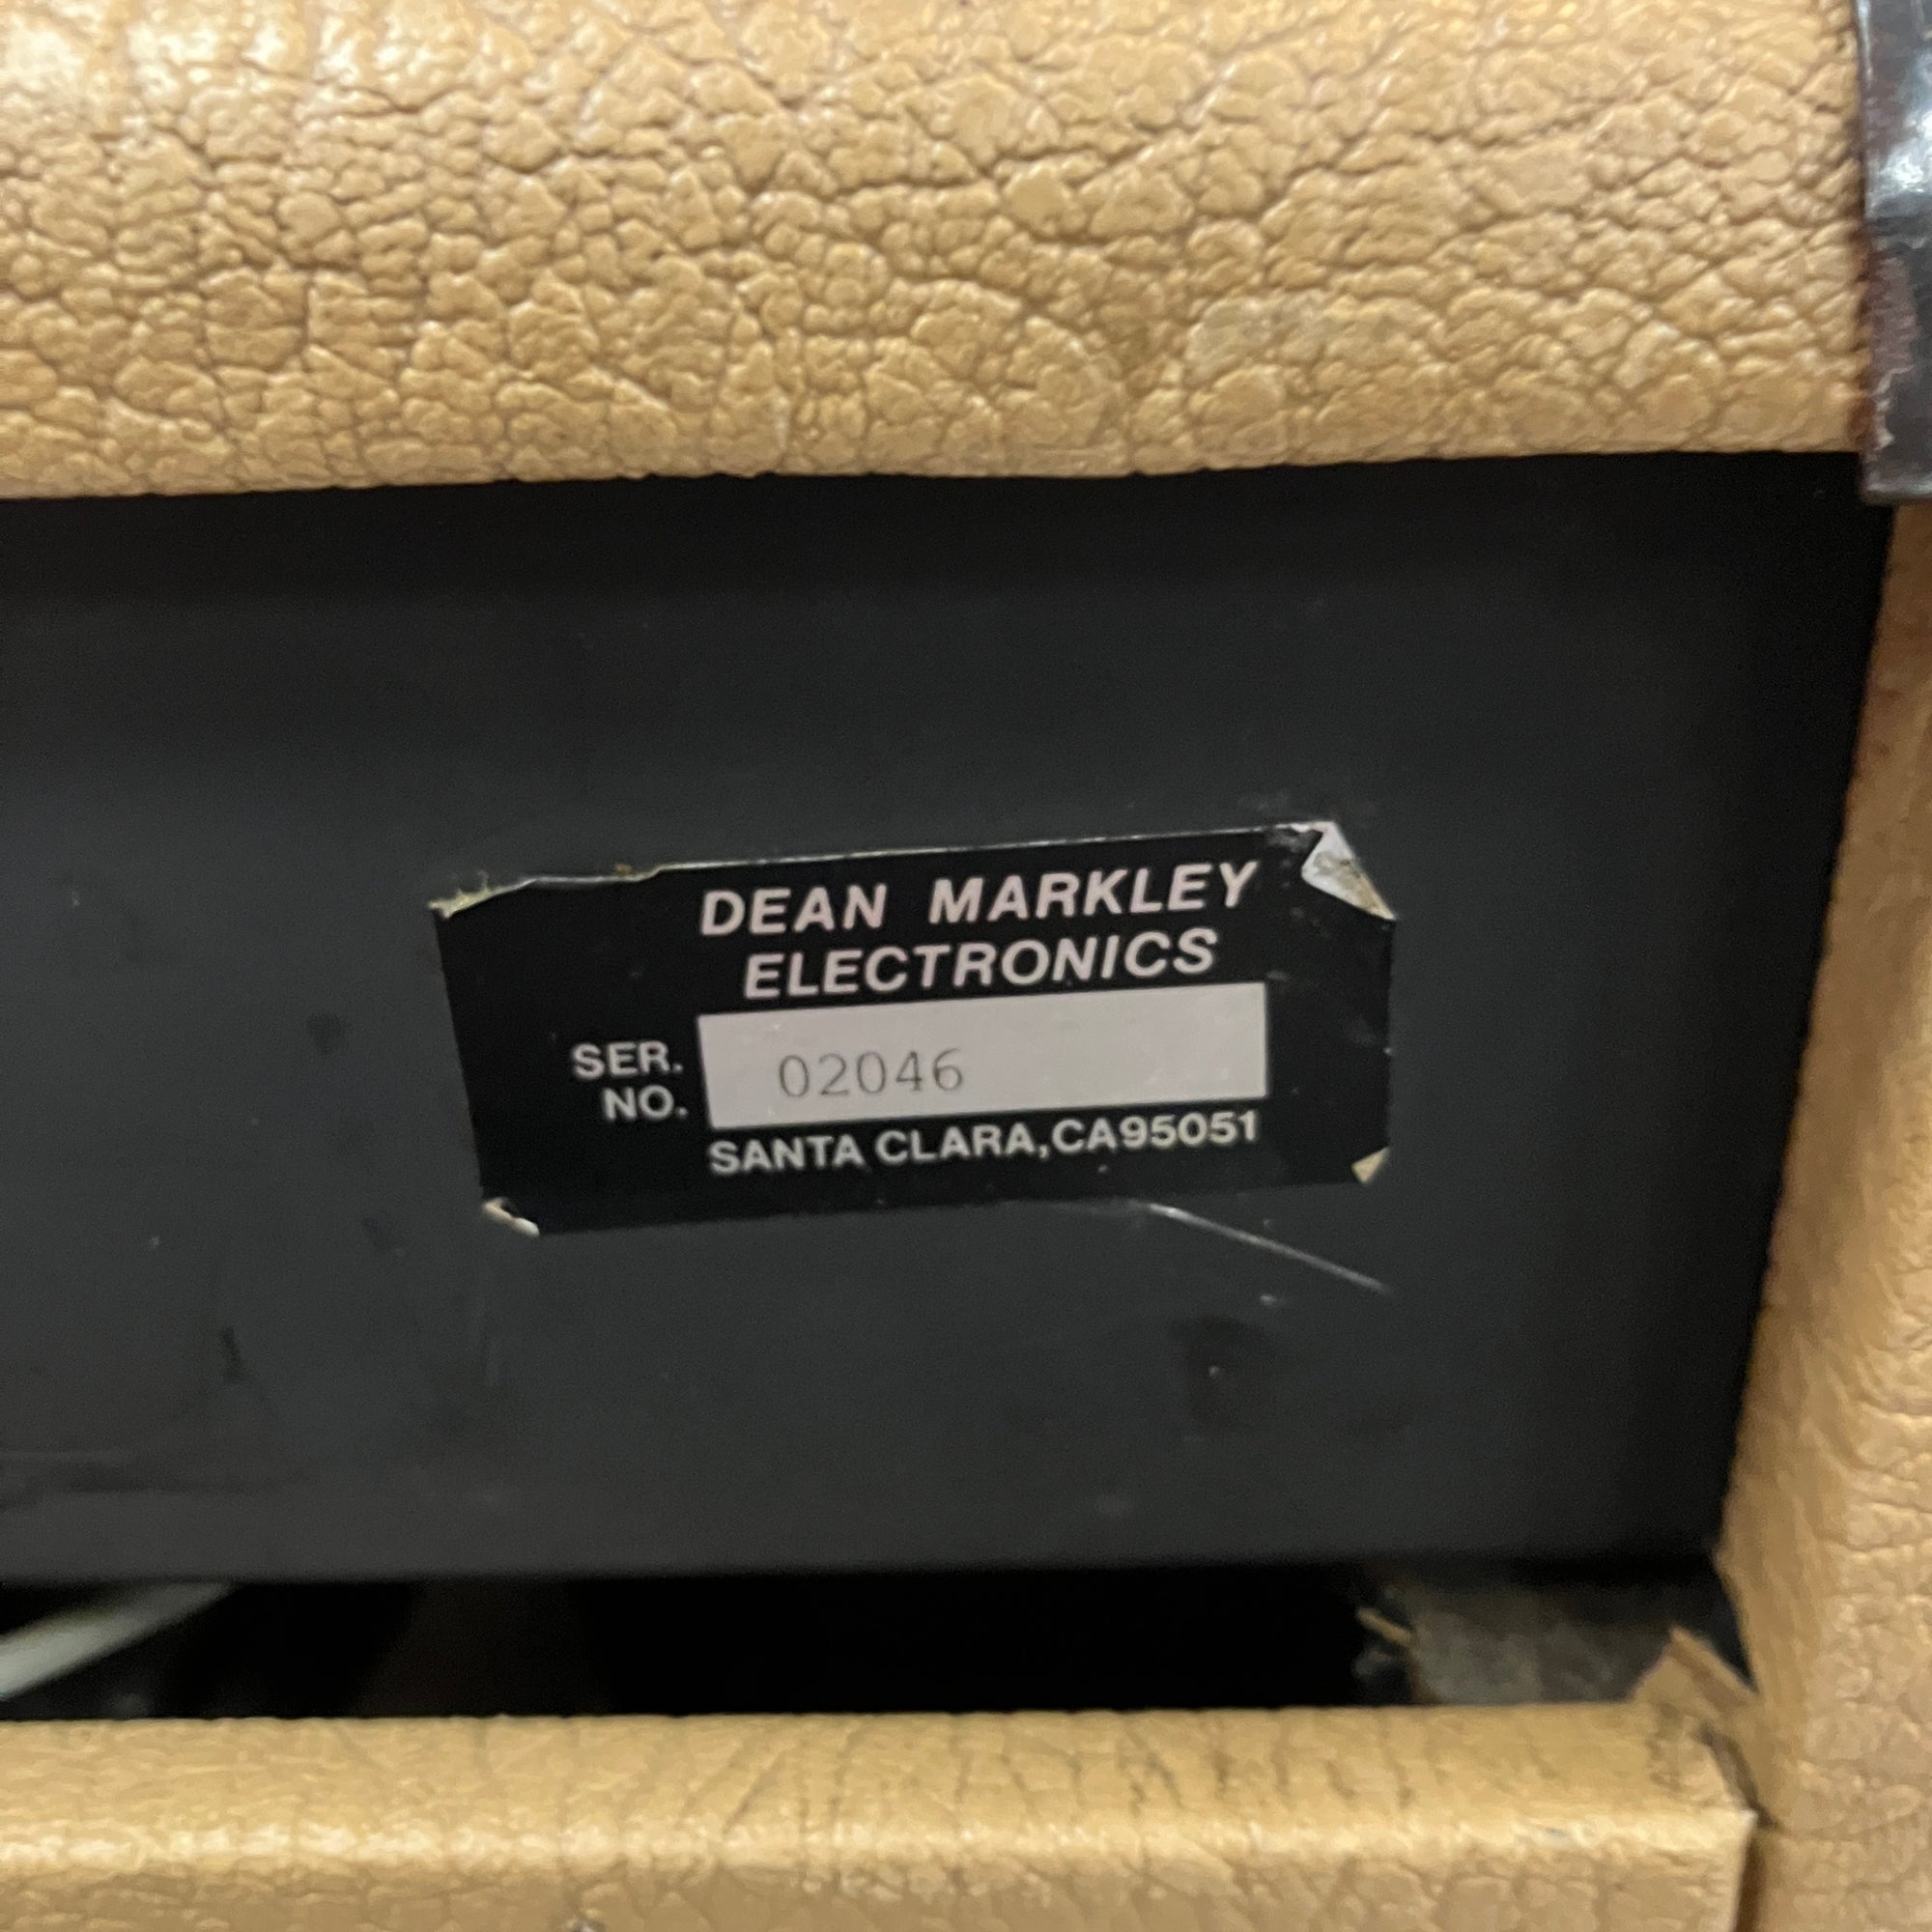 DEAN MARKLEY
ELECTRONICS
SER.
NO.
02046
SANTA CLARA,CA95051